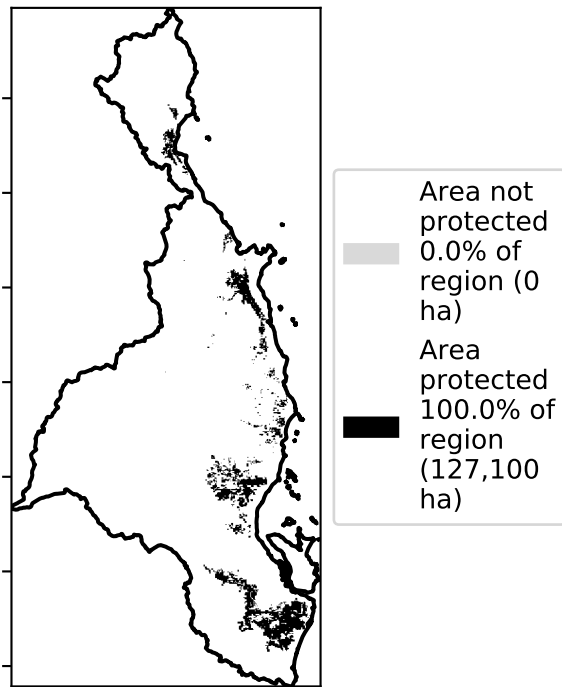 Area not
protected
0.0% of
region (0
ha)
Area
protected
100.0% of
region
(127,100
ha)